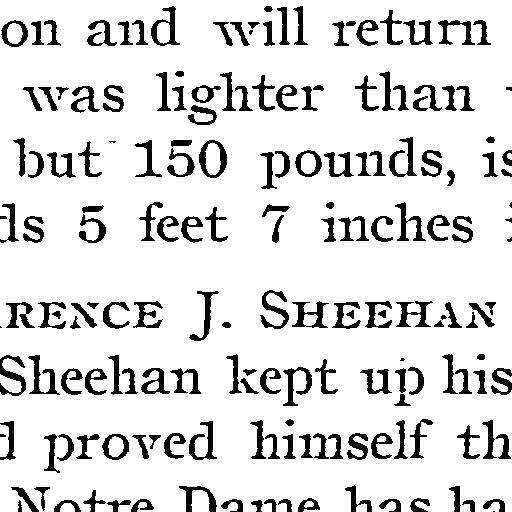 on and will return
was lighter than
but 150 pounds, is
ds 5 feet 7 inches
RENCE J. SHEEHAN
Sheehan kept up his
d proved himself th
Notre Dame has ha